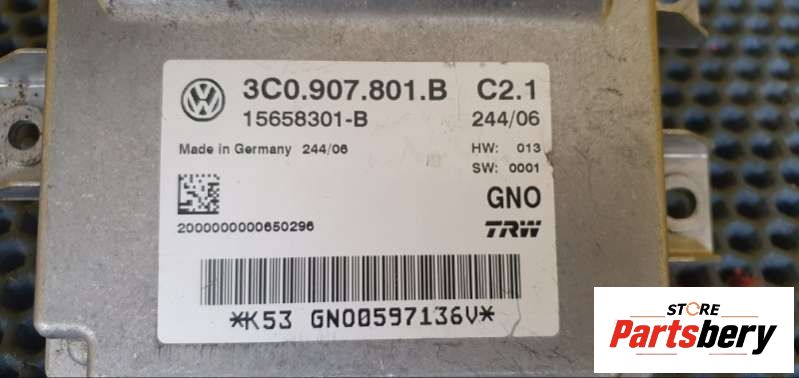 3C0.907.801.B C2.1
15658301-B 244/06
Made in Germany 244/06 HW: 013
SW: 0001
GNO
2000000000650296
TRW
*K53 GNO0597136V*
STORE
Partsbery